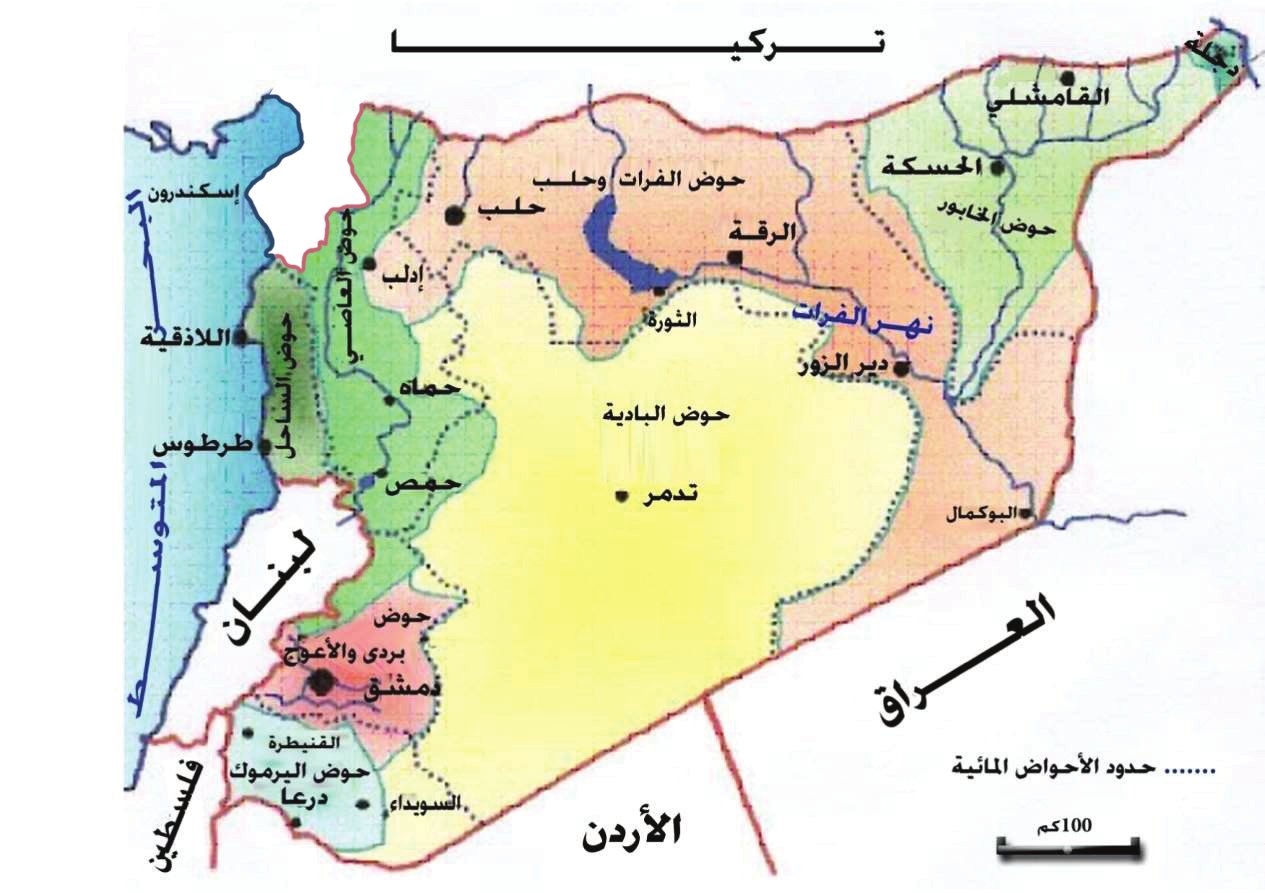 تركيا
دجلة
القامشلي
الحسكة
حوض الخابور
حوض الفرات وحلب
حلب
الرقة
إسكندرون
البحر
المتوسط
حوض العاصي
إدلب
الثورة
نهر الفرات
اللاذقية
حوض الساحل
دير الزور
حماه
حوض البادية
طرطوس
حمص
تدمر
البوكمال
لبنان
العراق
حوض
بردى والأعوج
دمشق
القنيطرة
حوض اليرموك
درعا
السويداء
فلسطين
الأردن
....... حدود الأحواض المائية
100كم